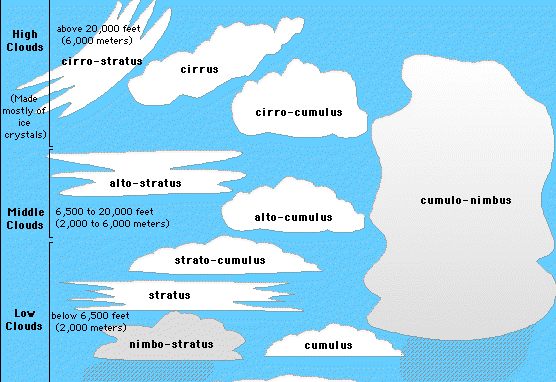 High
Clouds
above 20,000 feet
(6,000 meters)
cirro-stratus
cirrus
cirro-cumulus
(Made
mostly of
ice
crystals)
alto-stratus
cumulo-nimbus
Middle
Clouds
6,500 to 20,000 feet
(2,000 to 6,000 meters)
alto-cumulus
strato-cumulus
stratus
Low
Clouds
below 6,500 feet
(2,000 meters)
nimbo-stratus
cumulus